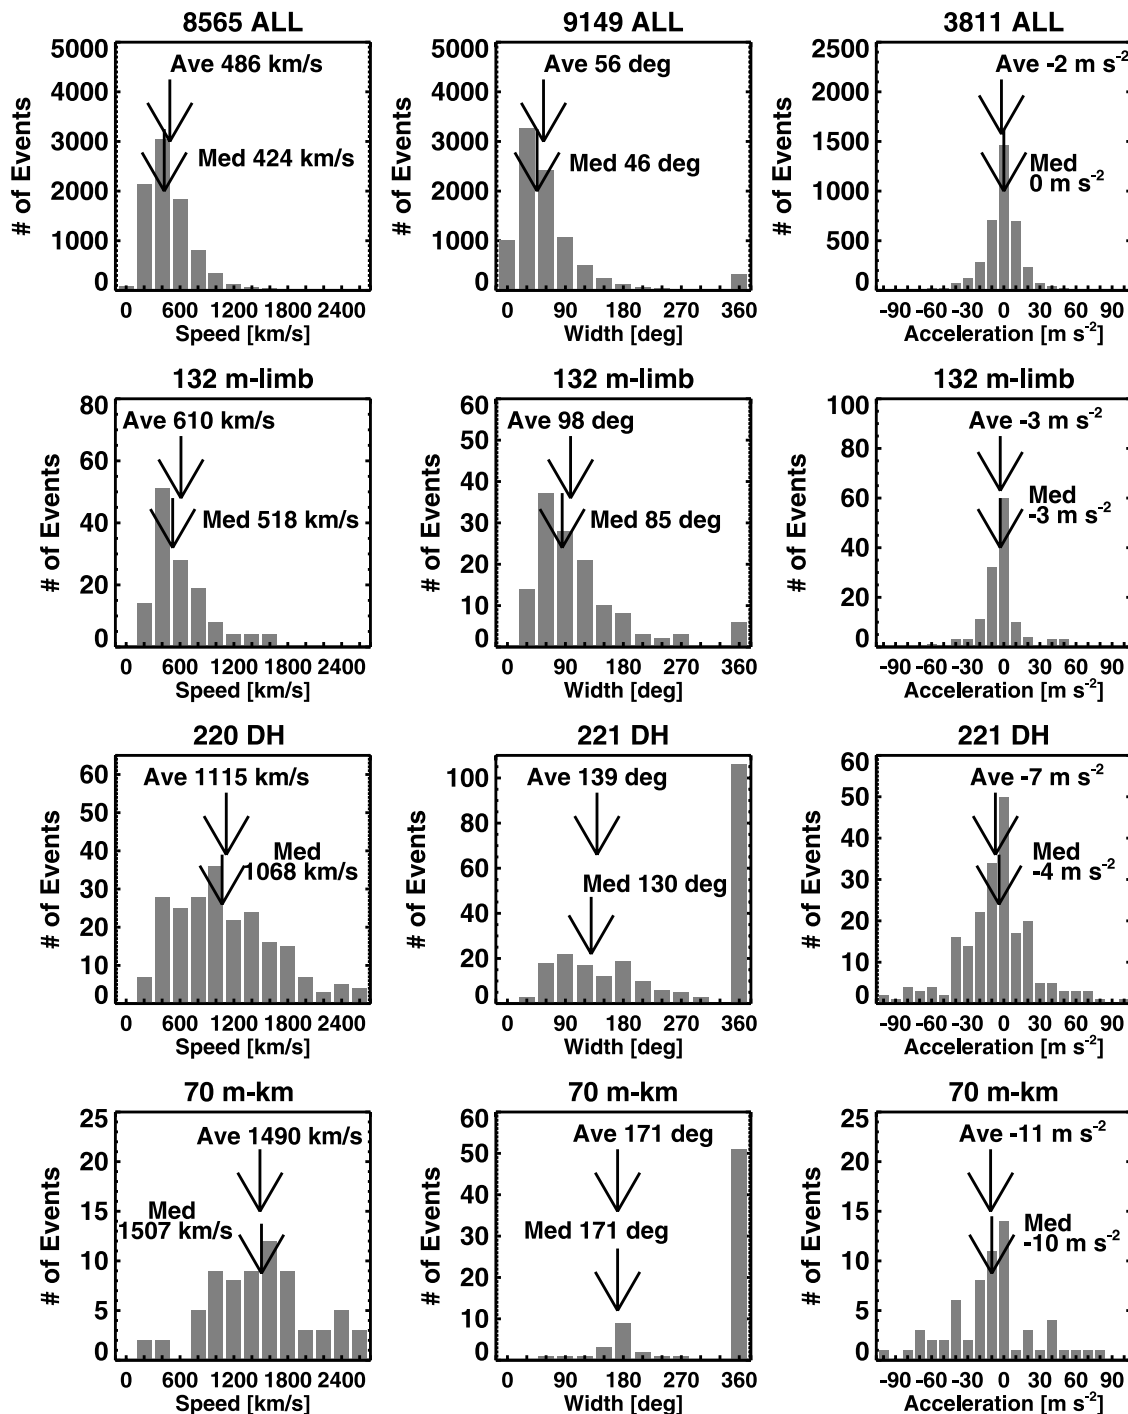 8565 ALL
5000
4000
3000
2000
1000
0
# of Events
Ave 486 km/s
Med 424 km/s
0 600 1200 1800 2400
Speed [km/s]
9149 ALL
5000
4000
3000
2000
1000
0
# of Events
Ave 56 deg
Med 46 deg
0 90 180 270 360
Width [deg]
3811 ALL
2500
2000
1500
1000
500
0
# of Events
Ave -2 m s-2
Med
0 m s-2
-90 -60 -30 0 30 60 90
Acceleration [m s-2]
132 m-limb
80
60
40
20
0
# of Events
Ave 610 km/s
Med 518 km/s
0 600 1200 1800 2400
Speed [km/s]
132 m-limb
60
50
40
30
20
10
0
# of Events
Ave 98 deg
Med 85 deg
0 90 180 270 360
Width [deg]
132 m-limb
100
80
60
40
20
0
# of Events
Ave -3 m s-2
Med
-3 m s-2
-90 -60 -30 0 30 60 90
Acceleration [m s-2]
220 DH
60
50
40
30
20
10
0
# of Events
Ave 1115 km/s
Med
1068 km/s
0 600 1200 1800 2400
Speed [km/s]
221 DH
100
80
60
40
20
0
# of Events
Ave 139 deg
Med 130 deg
0 90 180 270 360
Width [deg]
221 DH
60
50
40
30
20
10
0
# of Events
Ave -7 m s-2
Med
-4 m s-2
-90 -60 -30 0 30 60 90
Acceleration [m s-2]
70 m-km
25
20
15
10
5
0
# of Events
Ave 1490 km/s
Med
1507 km/s
0 600 1200 1800 2400
Speed [km/s]
70 m-km
60
50
40
30
20
10
0
# of Events
Ave 171 deg
Med 171 deg
0 90 180 270 360
Width [deg]
70 m-km
25
20
15
10
5
0
# of Events
Ave -11 m s-2
Med
-10 m s-2
-90 -60 -30 0 30 60 90
Acceleration [m s-2]